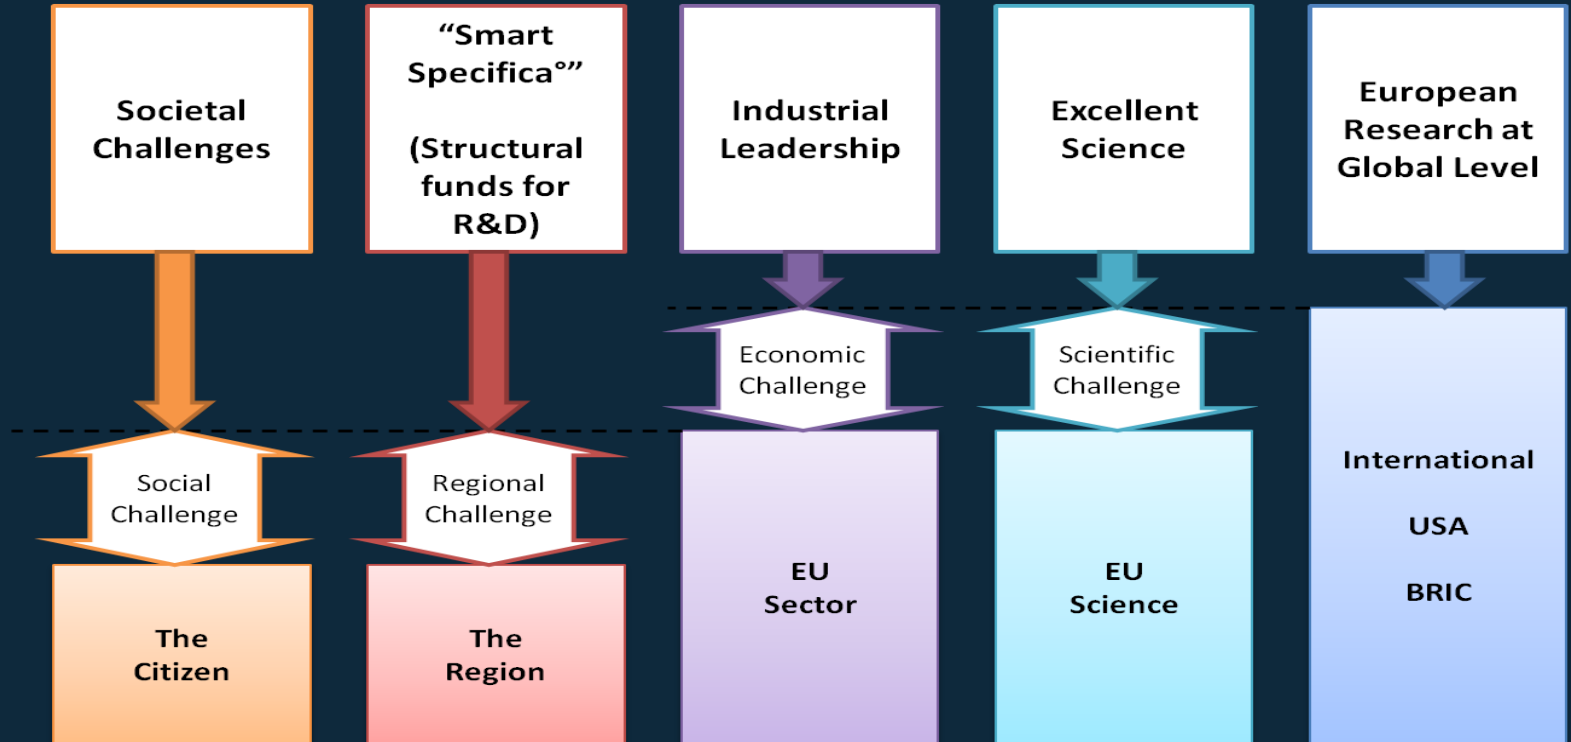 Societal
Challenges
“Smart
Specifica°”
(Structural
funds for
R&D)
Industrial
Leadership
Excellent
Science
European
Research at
Global Level
Economic
Challenge
Scientific
Challenge
Social
Challenge
Regional
Challenge
International
USA
BRIC
EU
Sector
EU
Science
The
Citizen
The
Region